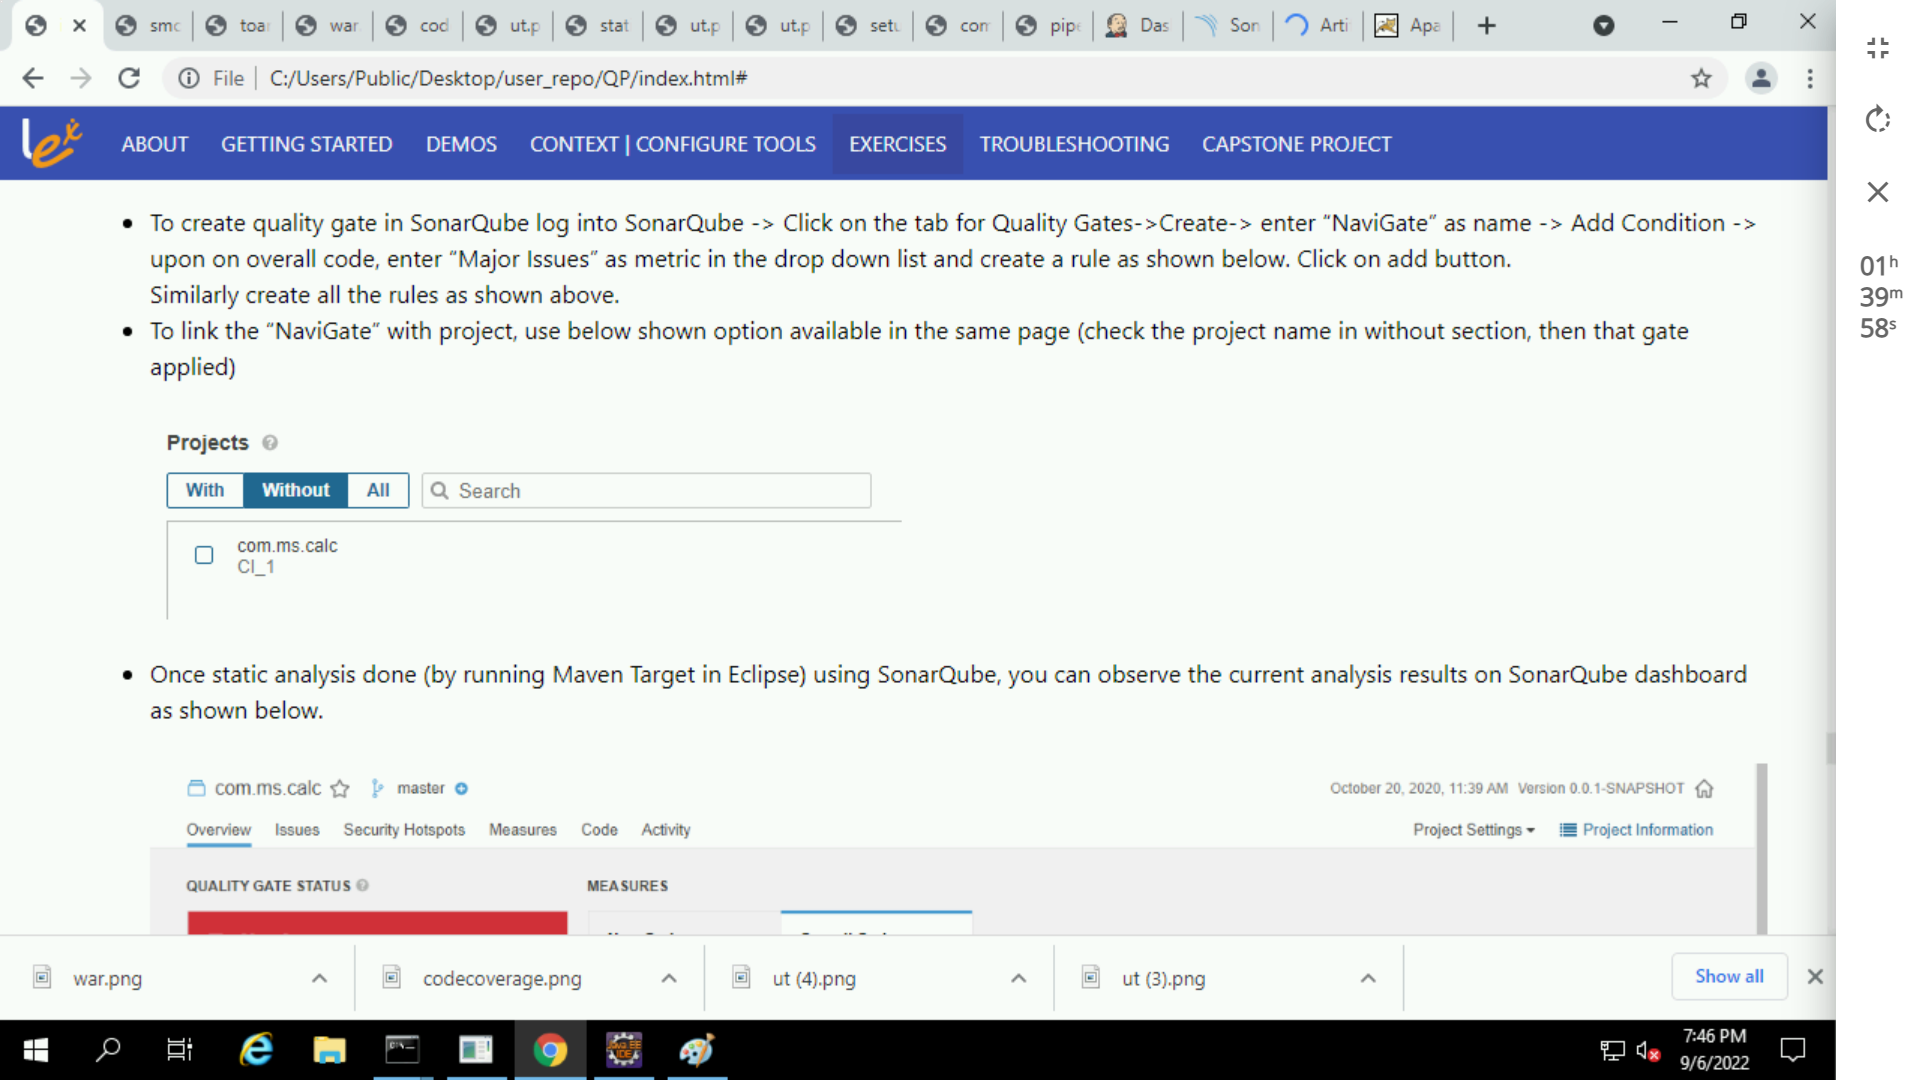 smc
toar
war
cod
ut.p
stat
ut.p
ut.p
setu
com
pipe
Das
Son
Arti
Apa
File
C:/Users/Public/Desktop/user_repo/QP/index.html#
lex
ABOUT
GETTING STARTED
DEMOS
CONTEXT | CONFIGURE TOOLS
EXERCISES
TROUBLESHOOTING
CAPSTONE PROJECT
01h
39m
58s
• To create quality gate in SonarQube log into SonarQube -> Click on the tab for Quality Gates->Create-> enter “NaviGate” as name -> Add Condition ->
upon on overall code, enter “Major Issues” as metric in the drop down list and create a rule as shown below. Click on add button.
Similarly create all the rules as shown above.
• To link the “NaviGate” with project, use below shown option available in the same page (check the project name in without section, then that gate
applied)
Projects
With
Without
All
Search
com.ms.calc
CI_1
• Once static analysis done (by running Maven Target in Eclipse) using SonarQube, you can observe the current analysis results on SonarQube dashboard
as shown below.
com.ms.calc
master
October 20, 2020, 11:39 AM Version 0.0.1-SNAPSHOT
Overview
Issues
Security Hotspots
Measures
Code
Activity
Project Settings
Project Information
QUALITY GATE STATUS
MEASURES
war.png
codecoverage.png
ut (4).png
ut (3).png
Show all
7:46 PM
9/6/2022